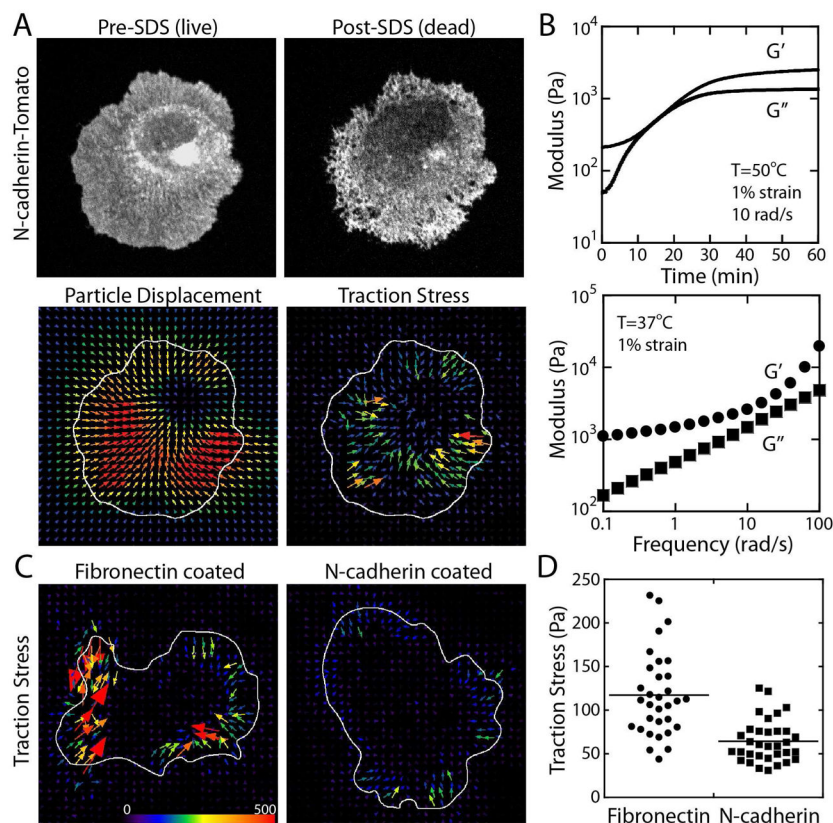 A
Pre-SDS (live)
Post-SDS (dead)
N-cadherin-Tomato
Particle Displacement
Traction Stress
B
10⁴
10³
10²
10¹
Modulus (Pa)
G′
G″
T=50°C
1% strain
10 rad/s
0 10 20 30 40 50 60
Time (min)
10⁵
10⁴
10³
10²
Modulus (Pa)
T=37°C
1% strain
G′
G″
0.1 1 10 100
Frequency (rad/s)
C
Fibronectin coated
N-cadherin coated
Traction Stress
0 500
D
250
200
150
100
50
0
Traction Stress (Pa)
Fibronectin N-cadherin